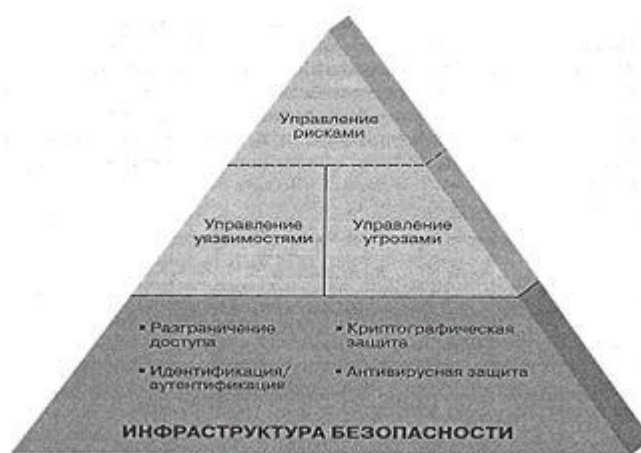 Управление
рисками
Управление
уязвимостями
Управление
угрозами
▪ Разграничение
доступа
▪ Идентификация/
аутентификация
▪ Криптографическая
защита
▪ Антивирусная защита
ИНФРАСТРУКТУРА БЕЗОПАСНОСТИ